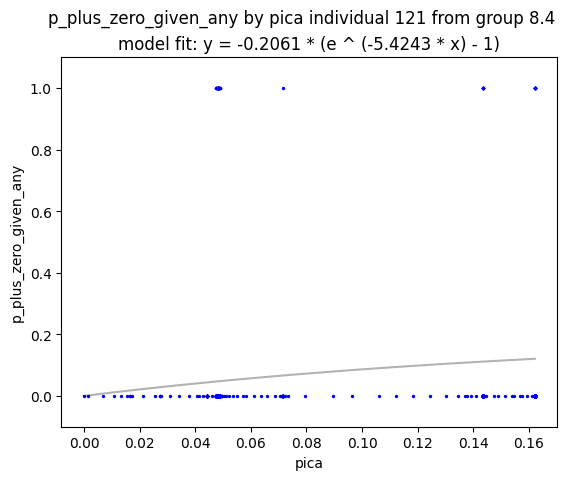 p_plus_zero_given_any by pica individual 121 from group 8.4
model fit: y = -0.2061 * (e ^ (-5.4243 * x) - 1)
1.0
0.8
0.6
0.4
0.2
0.0
p_plus_zero_given_any
0.00 0.02 0.04 0.06 0.08 0.10 0.12 0.14 0.16
pica